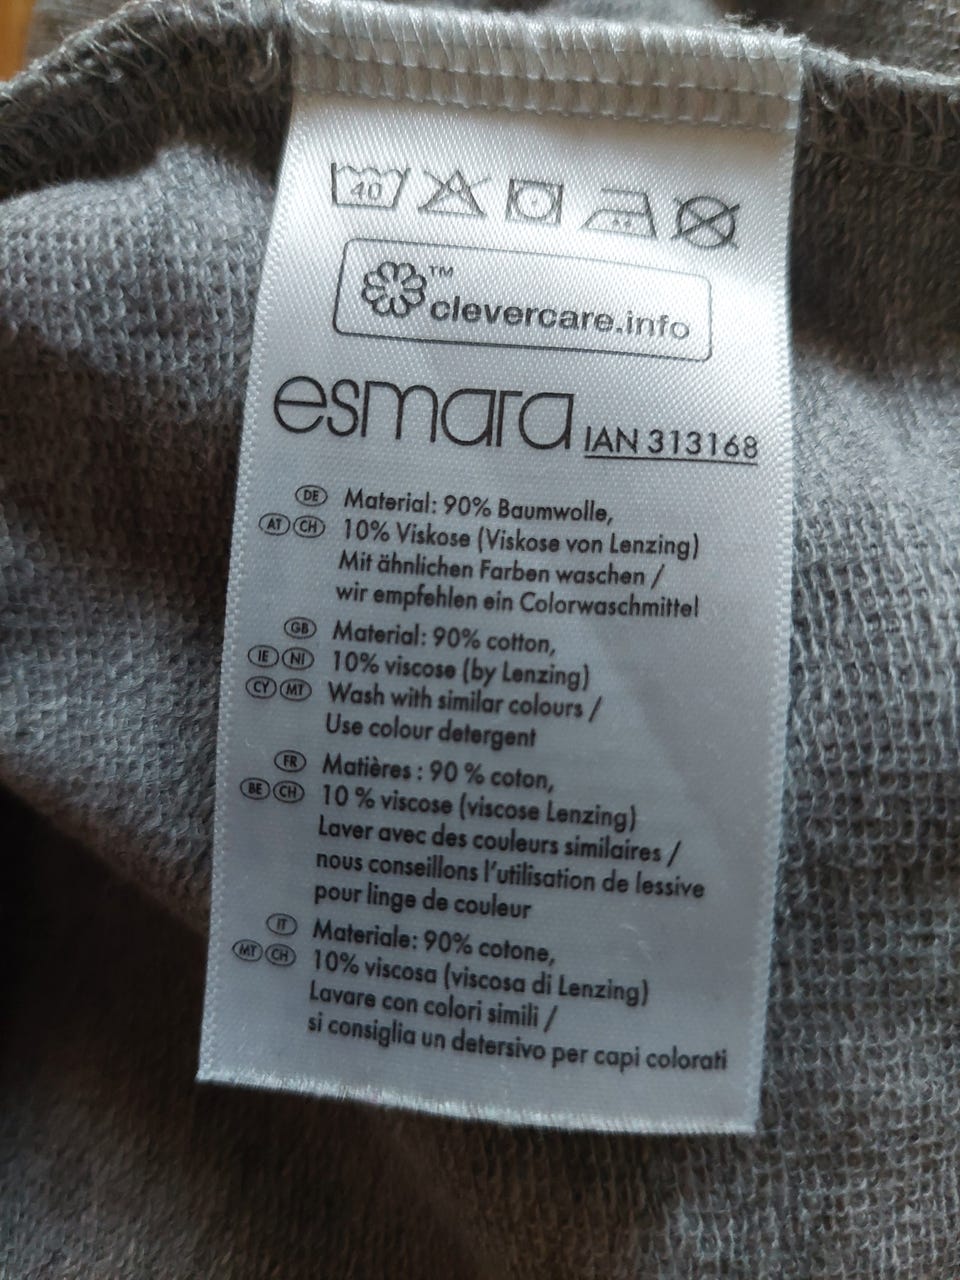 40
™
clevercare.info
esmara IAN 313168
DE Material: 90% Baumwolle,
AT CH 10% Viskose (Viskose von Lenzing)
Mit ähnlichen Farben waschen /
wir empfehlen ein Colorwaschmittel
GB Material: 90% cotton,
IE NI 10% viscose (by Lenzing)
CY MT Wash with similar colours /
Use colour detergent
FR Matières : 90 % coton,
BE CH 10 % viscose (viscose Lenzing)
Laver avec des couleurs similaires /
nous conseillons l'utilisation de lessive
pour linge de couleur
IT Materiale: 90% cotone,
MT CH 10% viscosa (viscosa di Lenzing)
Lavare con colori simili /
si consiglia un detersivo per capi colorati